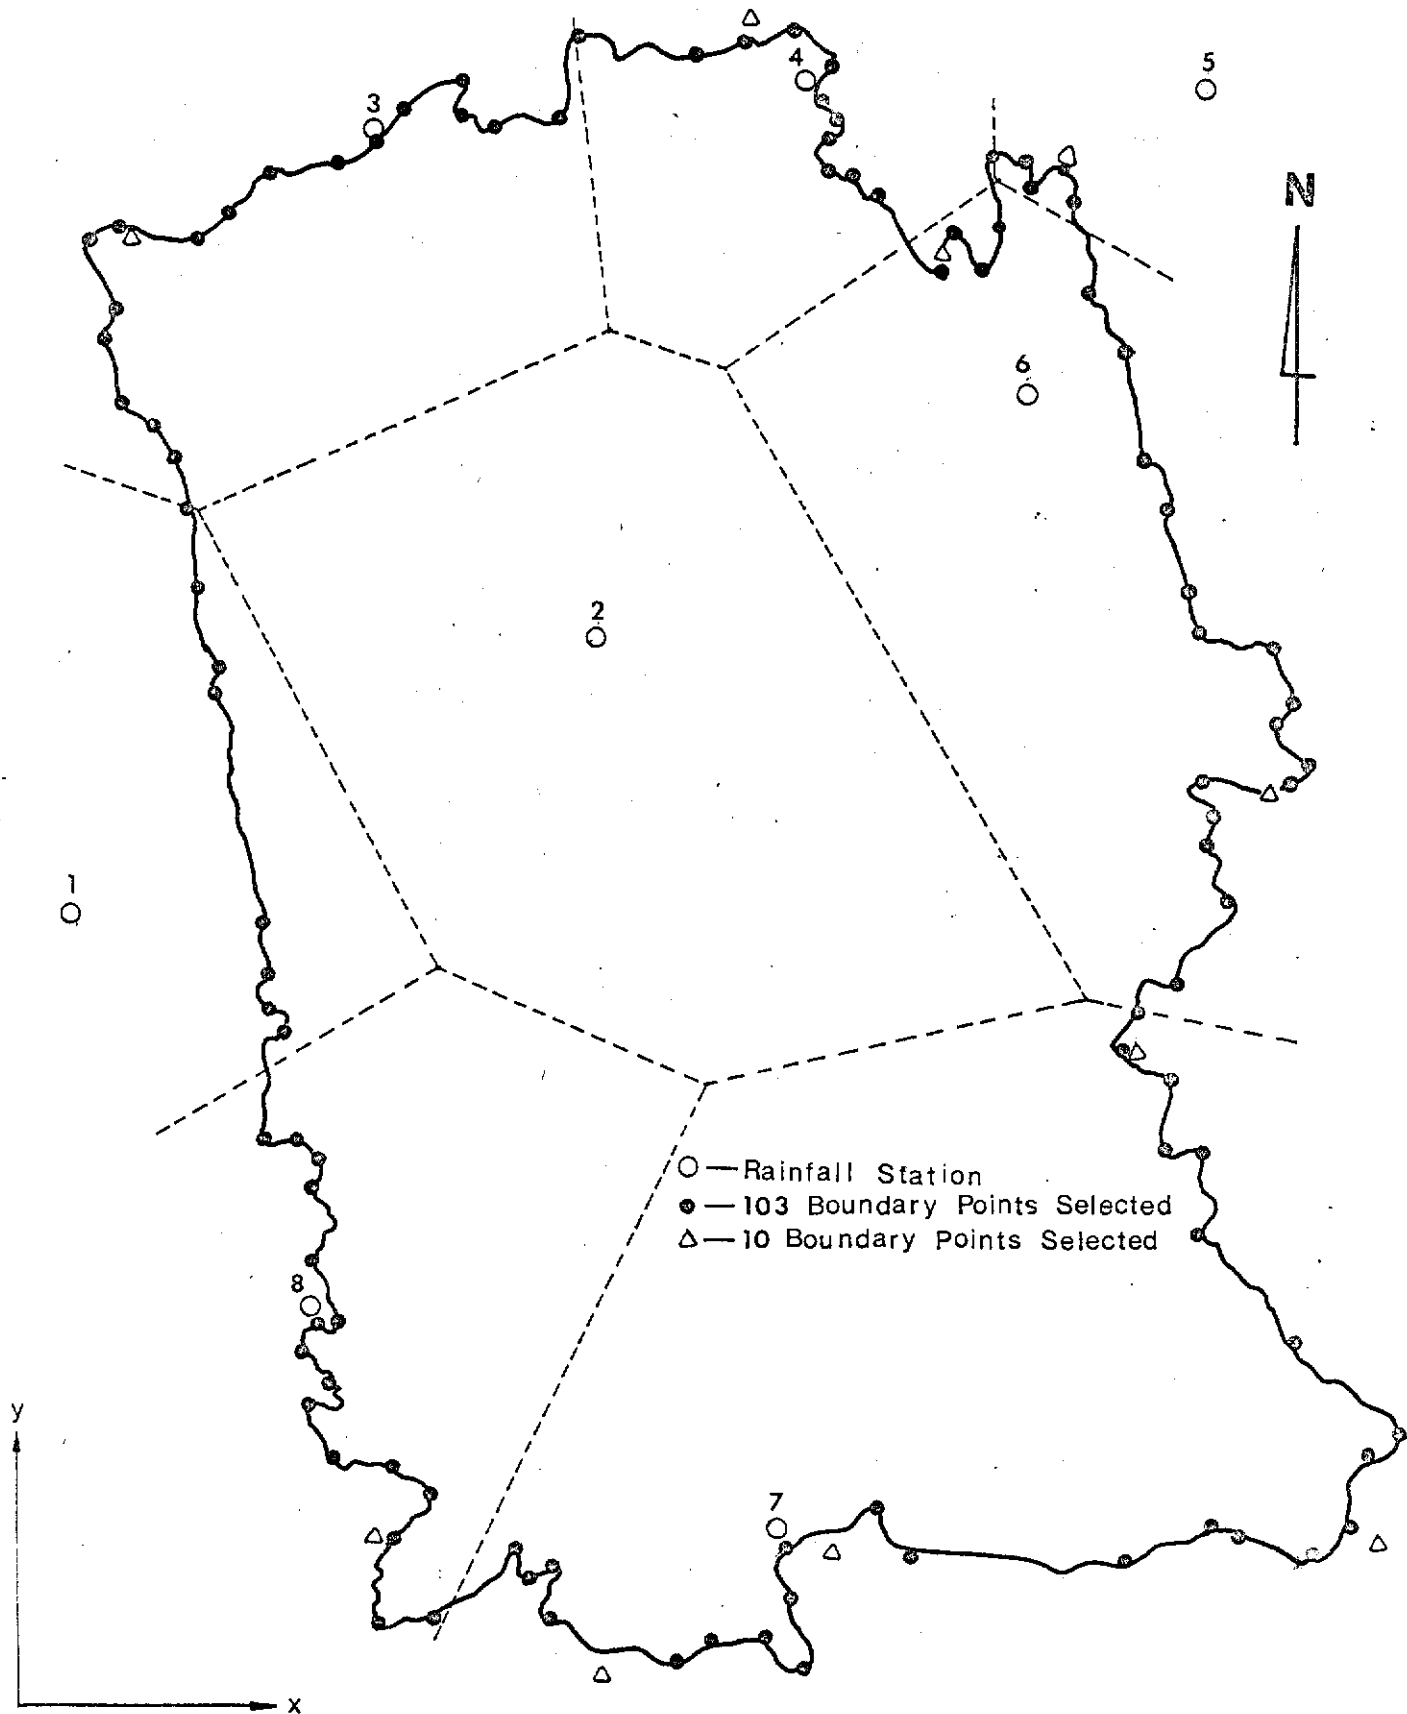 4
5
3
N
6
2
1
— Rainfall Station
— 103 Boundary Points Selected
— 10 Boundary Points Selected
8
y
7
x